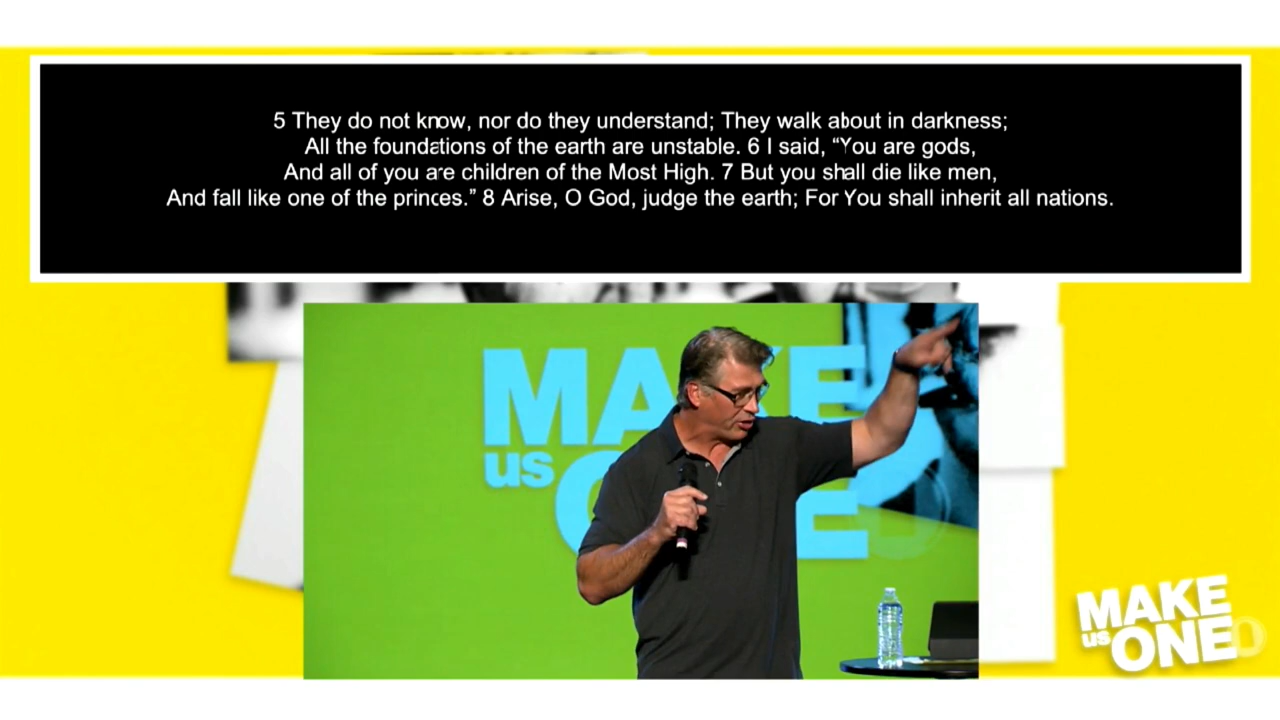 5 They do not know, nor do they understand; They walk about in darkness;
All the foundations of the earth are unstable. 6 I said, “You are gods,
And all of you are children of the Most High. 7 But you shall die like men,
And fall like one of the princes.” 8 Arise, O God, judge the earth; For You shall inherit all nations.
MAKE
us
MAKE
us ONE